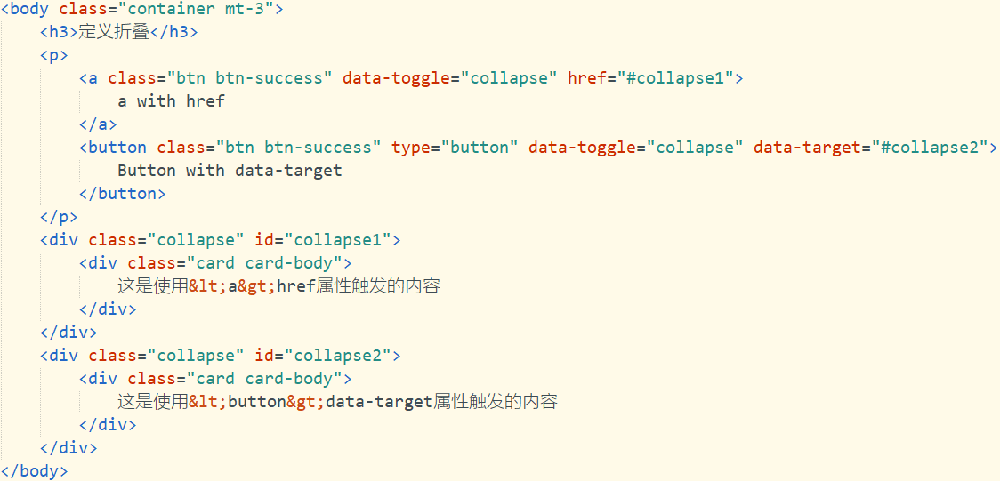 <body class="container mt-3">
<h3>定义折叠</h3>
<p>
<a class="btn btn-success" data-toggle="collapse" href="#collapse1">
a with href
</a>
<button class="btn btn-success" type="button" data-toggle="collapse" data-target="#collapse2">
Button with data-target
</button>
</p>
<div class="collapse" id="collapse1">
<div class="card card-body">
这是使用&lt;a&gt;href属性触发的内容
</div>
</div>
<div class="collapse" id="collapse2">
<div class="card card-body">
这是使用&lt;button&gt;data-target属性触发的内容
</div>
</div>
</body>